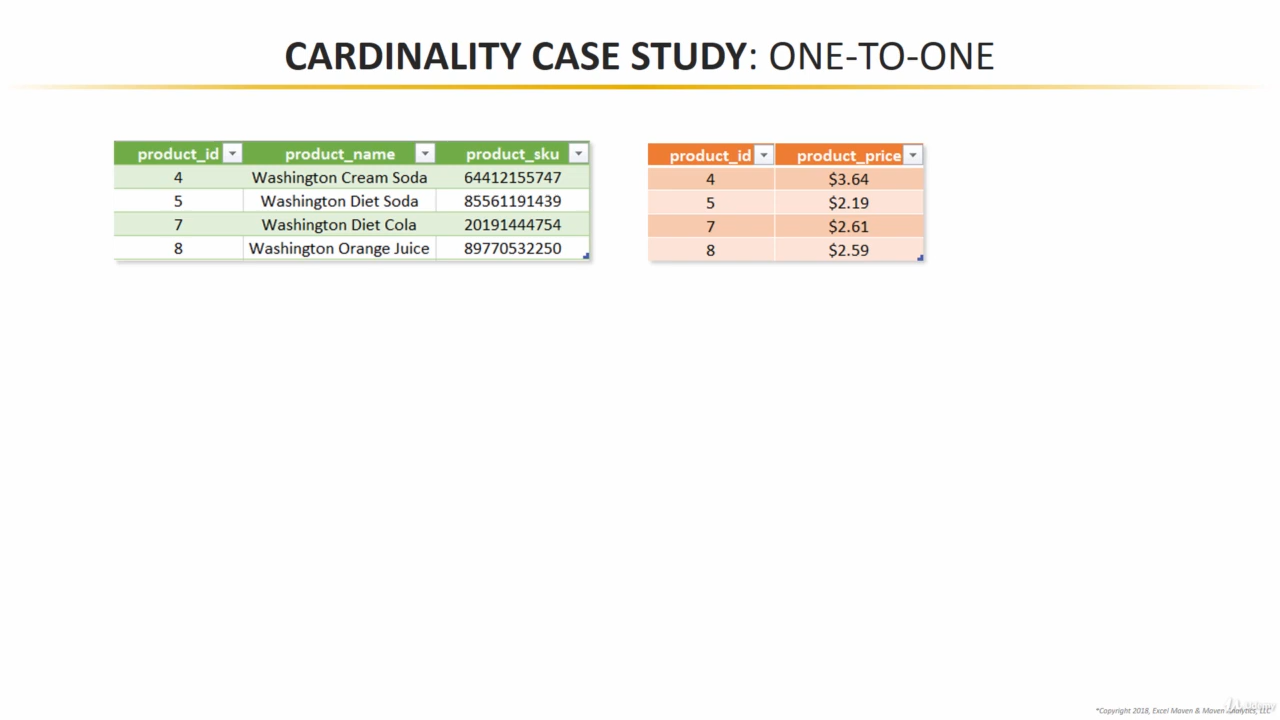 CARDINALITY CASE STUDY: ONE-TO-ONE
product_id product_name product_sku
4 Washington Cream Soda 64412155747
5 Washington Diet Soda 85561191439
7 Washington Diet Cola 20191444754
8 Washington Orange Juice 89770532250
product_id product_price
4 $3.64
5 $2.19
7 $2.61
8 $2.59
*Copyright 2018, Excel Maven & Maven Analytics, LLC